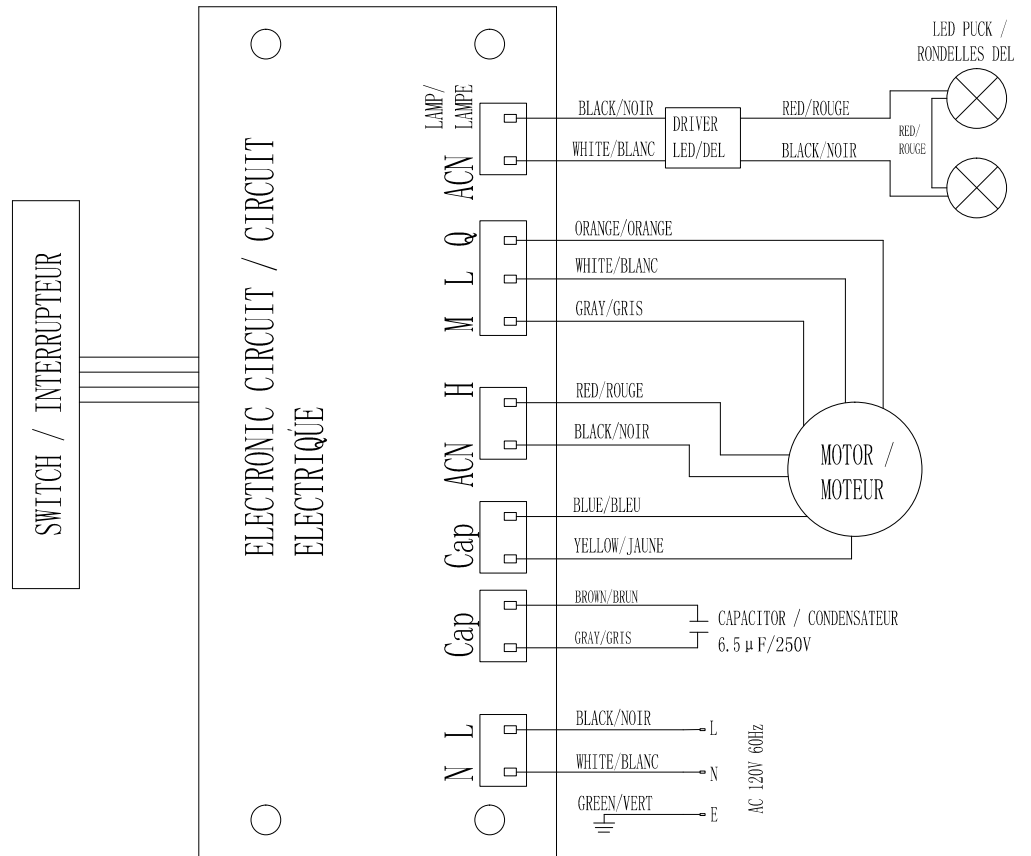 LED PUCK /
RONDELLES DEL
LAMP/
LAMPE
ACN
BLACK/NOIR
WHITE/BLANC
DRIVER
LED/DEL
RED/ROUGE
BLACK/NOIR
RED/
ROUGE
SWITCH / INTERRUPTEUR
ELECTRONIC CIRCUIT / CIRCUIT
ELECTRIQUE
Q
L
M
ORANGE/ORANGE
WHITE/BLANC
GRAY/GRIS
H
ACN
RED/ROUGE
BLACK/NOIR
MOTOR /
MOTEUR
Cap
BLUE/BLEU
YELLOW/JAUNE
Cap
BROWN/BRUN
GRAY/GRIS
CAPACITOR / CONDENSATEUR
6.5μF/250V
L
N
BLACK/NOIR
L
WHITE/BLANC
N
GREEN/VERT
E
AC 120V 60Hz